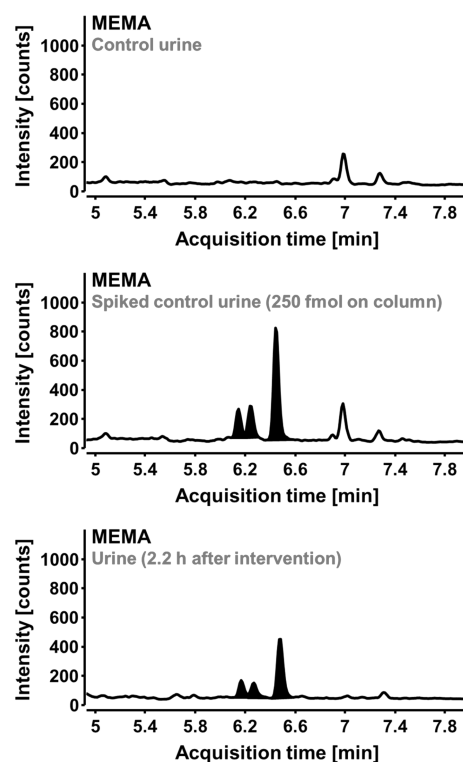 MEMA
Control urine
Intensity [counts]
1000
800
600
400
200
0
5 5.4 5.8 6.2 6.6 7 7.4 7.8
Acquisition time [min]
MEMA
Spiked control urine (250 fmol on column)
Intensity [counts]
1000
800
600
400
200
0
5 5.4 5.8 6.2 6.6 7 7.4 7.8
Acquisition time [min]
MEMA
Urine (2.2 h after intervention)
Intensity [counts]
1000
800
600
400
200
0
5 5.4 5.8 6.2 6.6 7 7.4 7.8
Acquisition time [min]